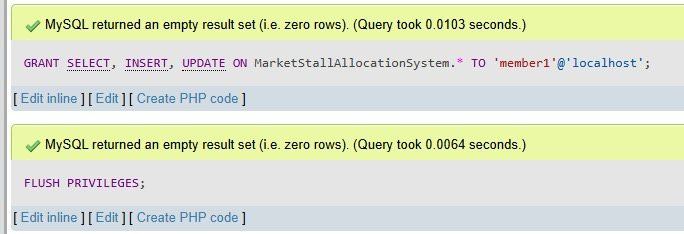 MySQL returned an empty result set (i.e. zero rows). (Query took 0.0103 seconds.)
GRANT SELECT, INSERT, UPDATE ON MarketStallAllocationSystem.* TO 'member1'@'localhost';
[ Edit inline ] [ Edit ] [ Create PHP code ]
MySQL returned an empty result set (i.e. zero rows). (Query took 0.0064 seconds.)
FLUSH PRIVILEGES;
[ Edit inline ] [ Edit ] [ Create PHP code ]